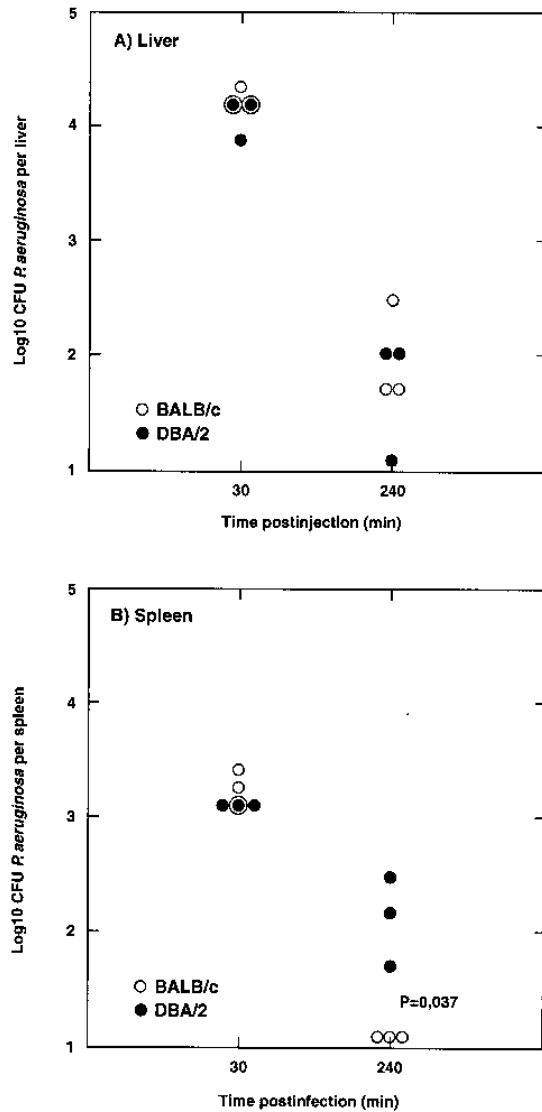 A) Liver
Log10 CFU P. aeruginosa per liver
5
4
3
2
1
BALB/c
DBA/2
30
240
Time postinjection (min)
B) Spleen
Log10 CFU P. aeruginosa per spleen
5
4
3
2
1
P=0,037
BALB/c
DBA/2
30
240
Time postinfection (min)